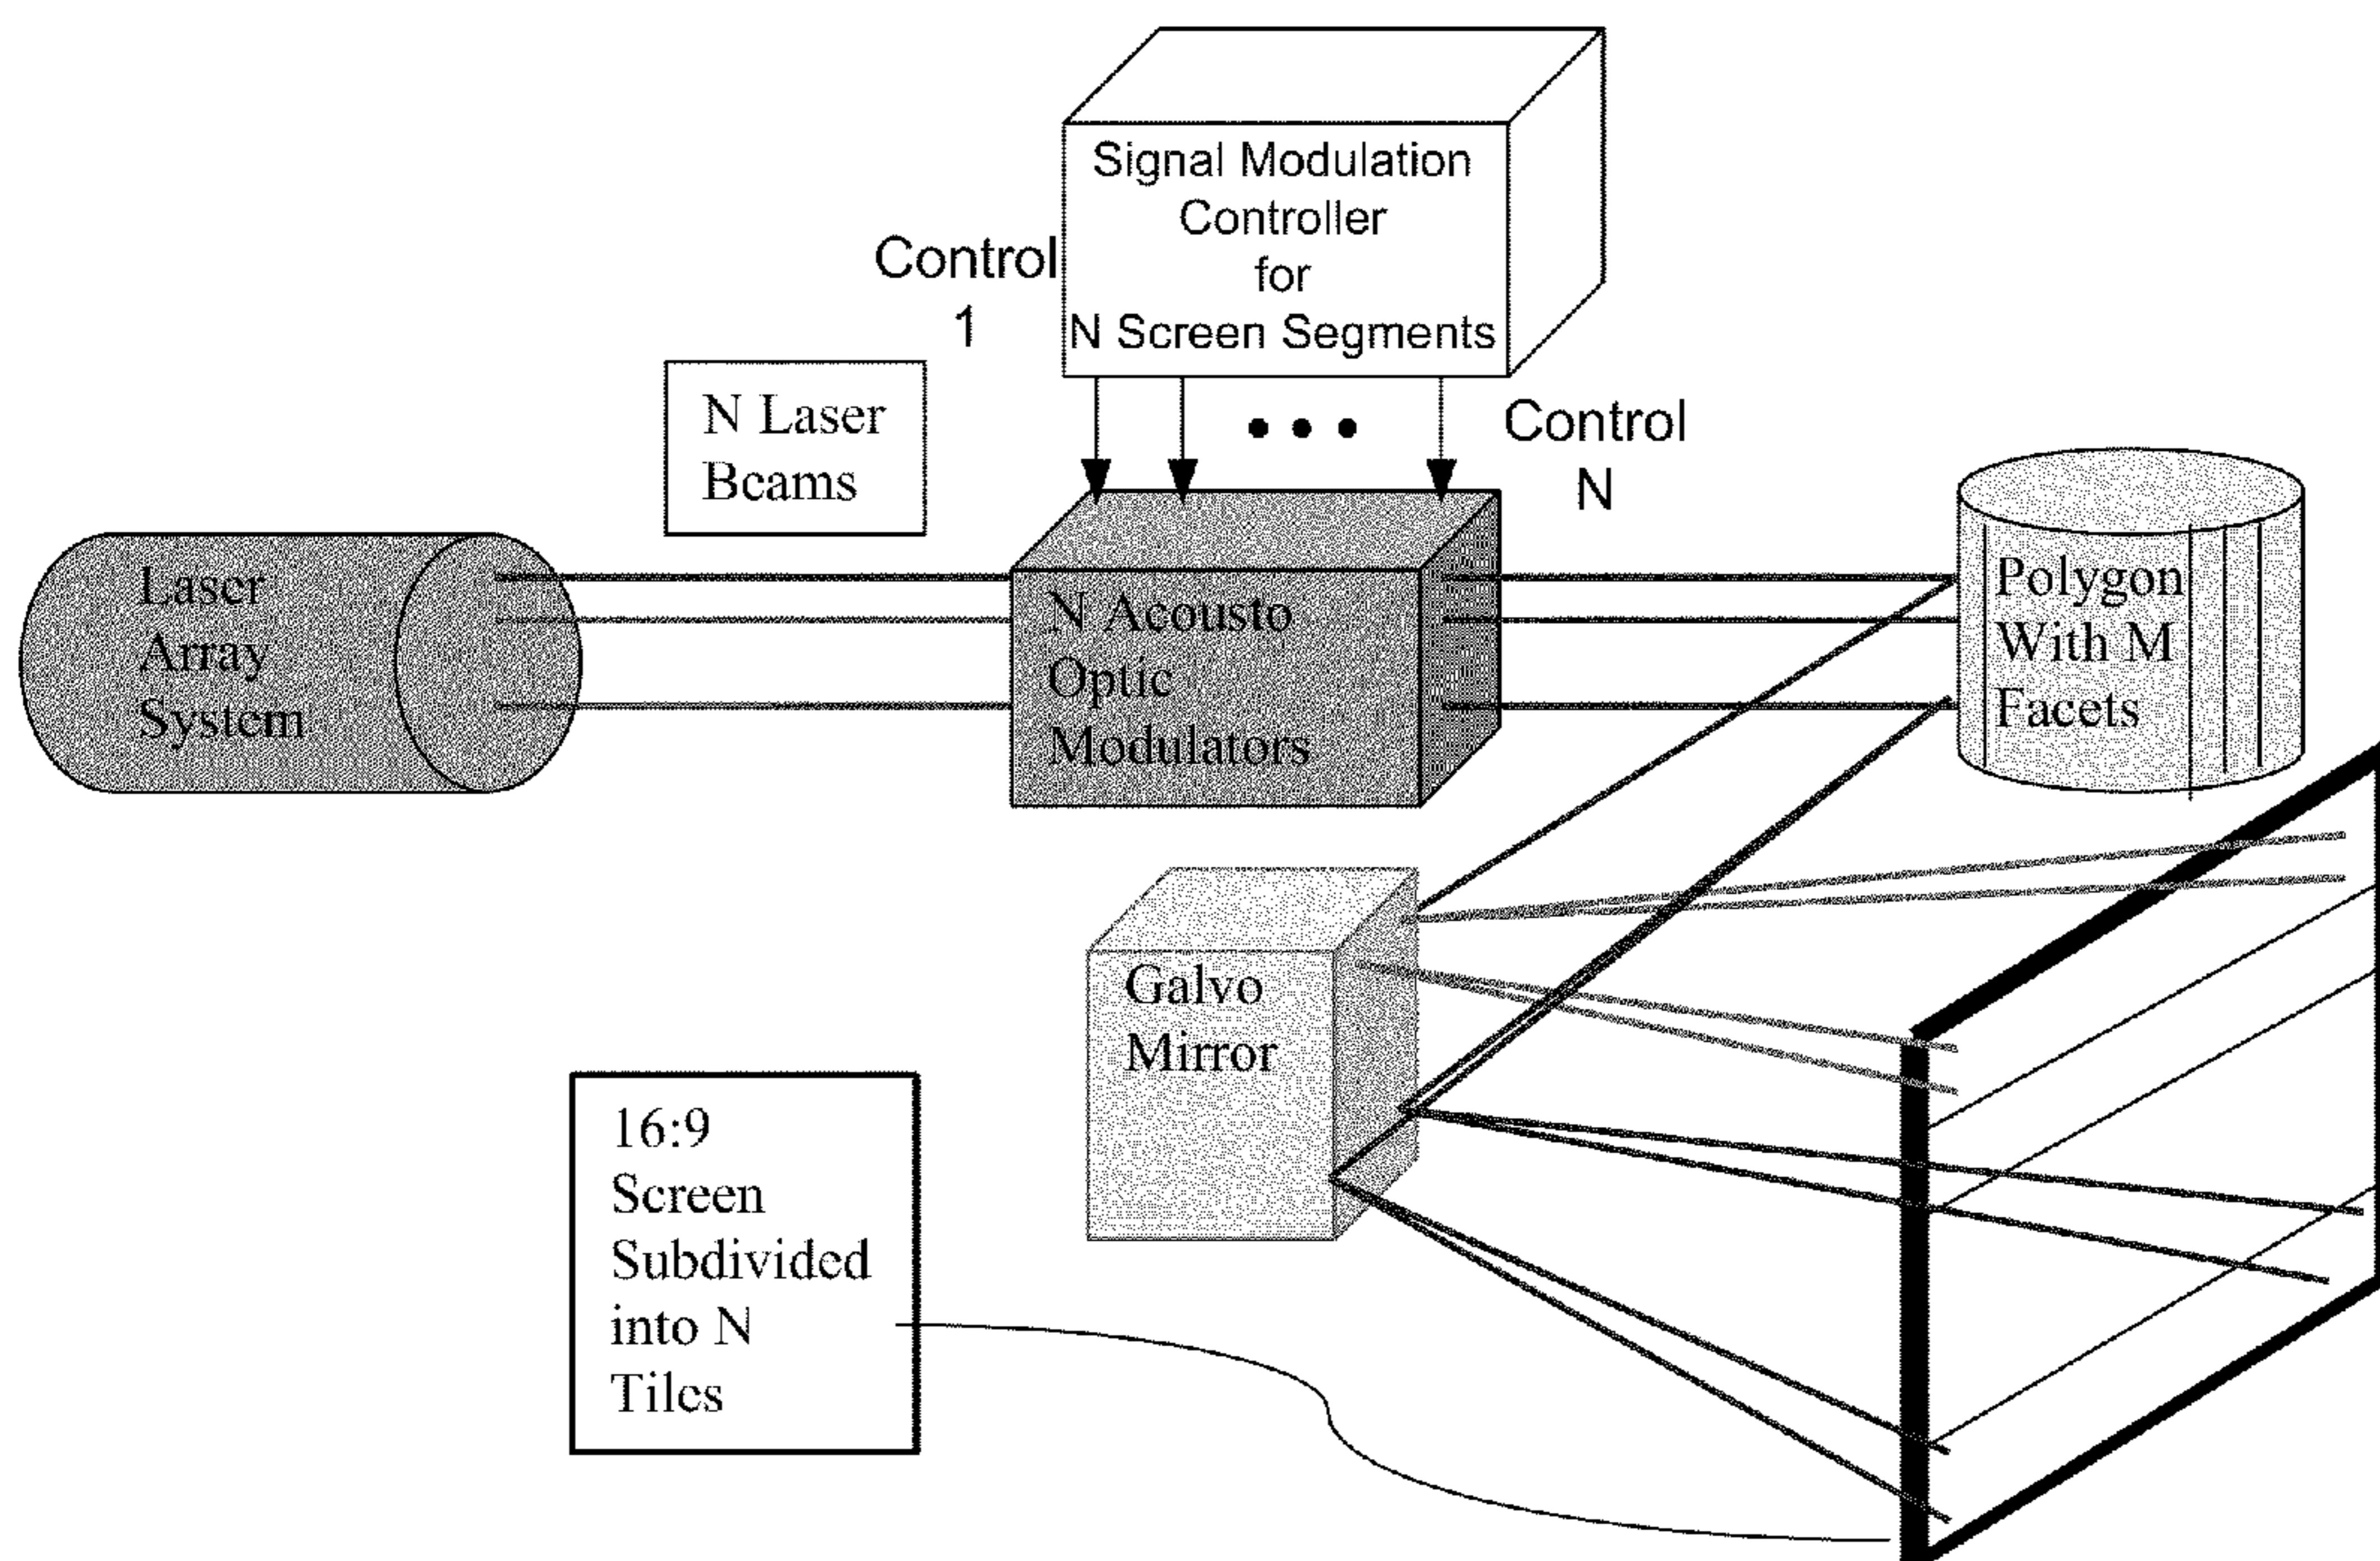 Signal Modulation
Controller
for
N Screen Segments
Control
1
N Laser
Beams
Control
N
Laser
Array
System
N Acousto
Optic
Modulators
Polygon
With M
Facets
Galvo
Mirror
16:9
Screen
Subdivided
into N
Tiles